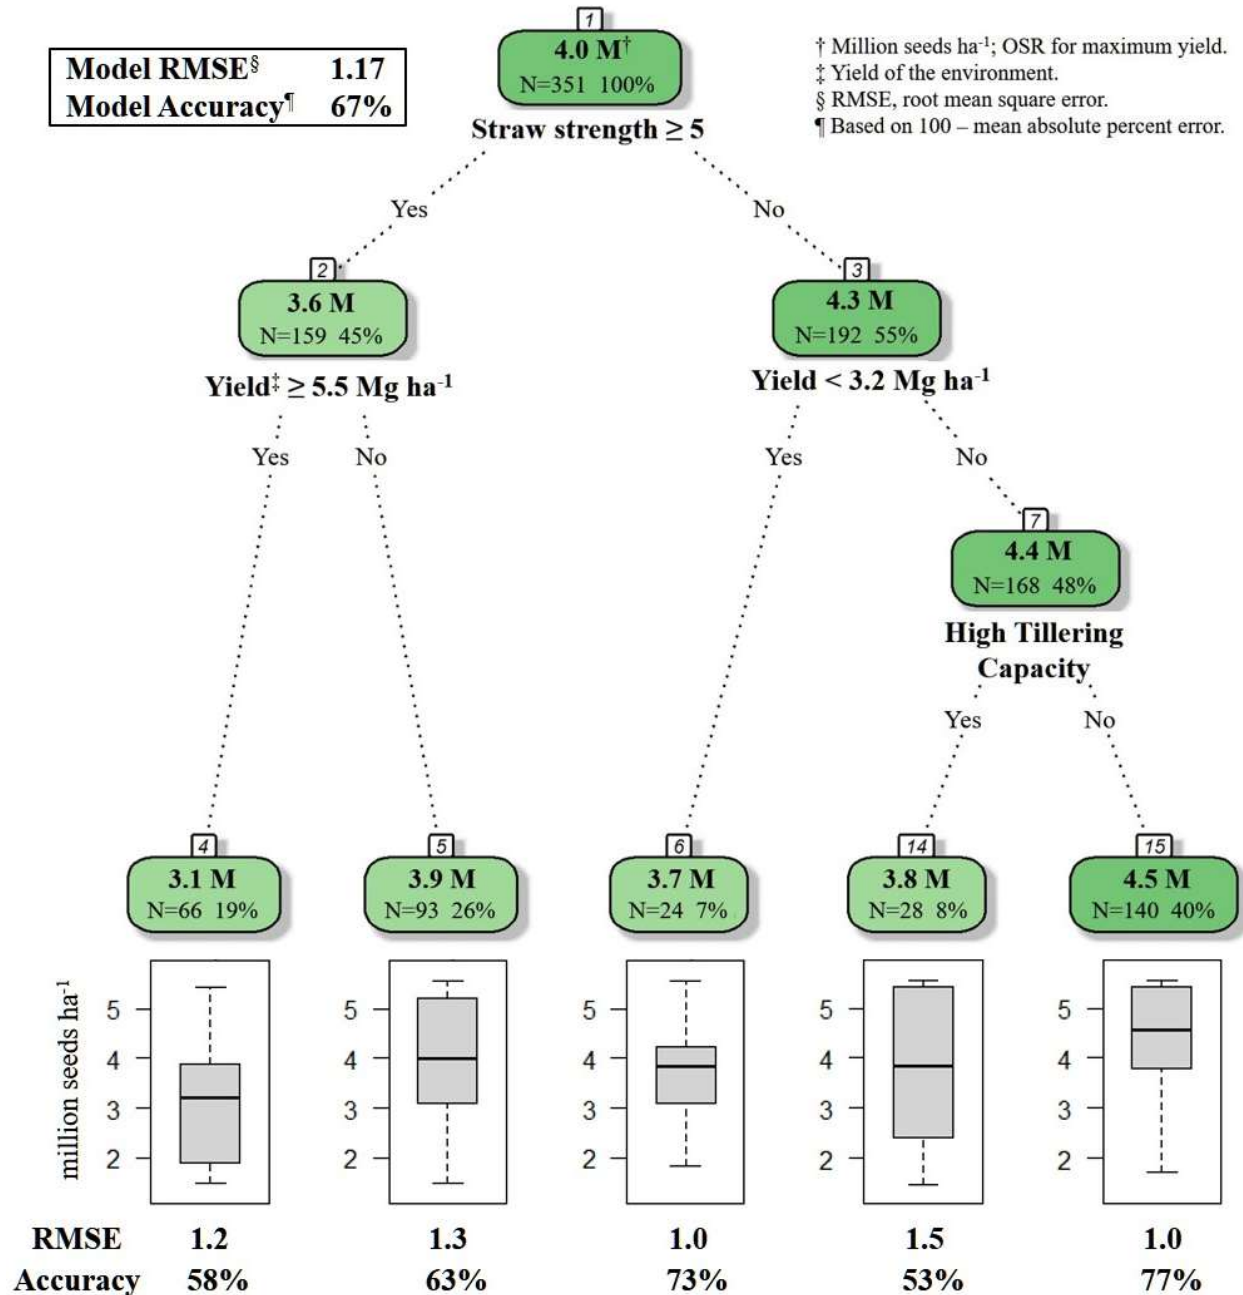 1
4.0 M†
N=351 100%
Straw strength ≥ 5
Model RMSE§ 1.17
Model Accuracy¶ 67%
† Million seeds ha-1; OSR for maximum yield.
‡ Yield of the environment.
§ RMSE, root mean square error.
¶ Based on 100 – mean absolute percent error.
Yes
No
2
3.6 M
N=159 45%
Yield‡ ≥ 5.5 Mg ha-1
3
4.3 M
N=192 55%
Yield < 3.2 Mg ha-1
Yes
No
Yes
No
7
4.4 M
N=168 48%
High Tillering
Capacity
Yes
No
4
3.1 M
N=66 19%
5
3.9 M
N=93 26%
6
3.7 M
N=24 7%
14
3.8 M
N=28 8%
15
4.5 M
N=140 40%
million seeds ha-1
5 5 5 5 5
4 4 4 4 4
3 3 3 3 3
2 2 2 2 2
RMSE 1.2 1.3 1.0 1.5 1.0
Accuracy 58% 63% 73% 53% 77%